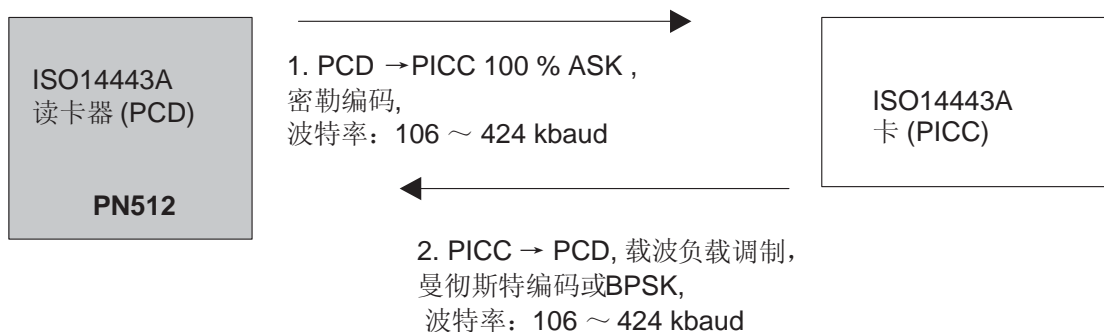 ISO14443A
读卡器 (PCD)
PN512
1. PCD →PICC 100 % ASK ,
密勒编码,
波特率：106 ～ 424 kbaud
ISO14443A
卡 (PICC)
2. PICC → PCD, 载波负载调制，
曼彻斯特编码或BPSK,
波特率：106 ～ 424 kbaud